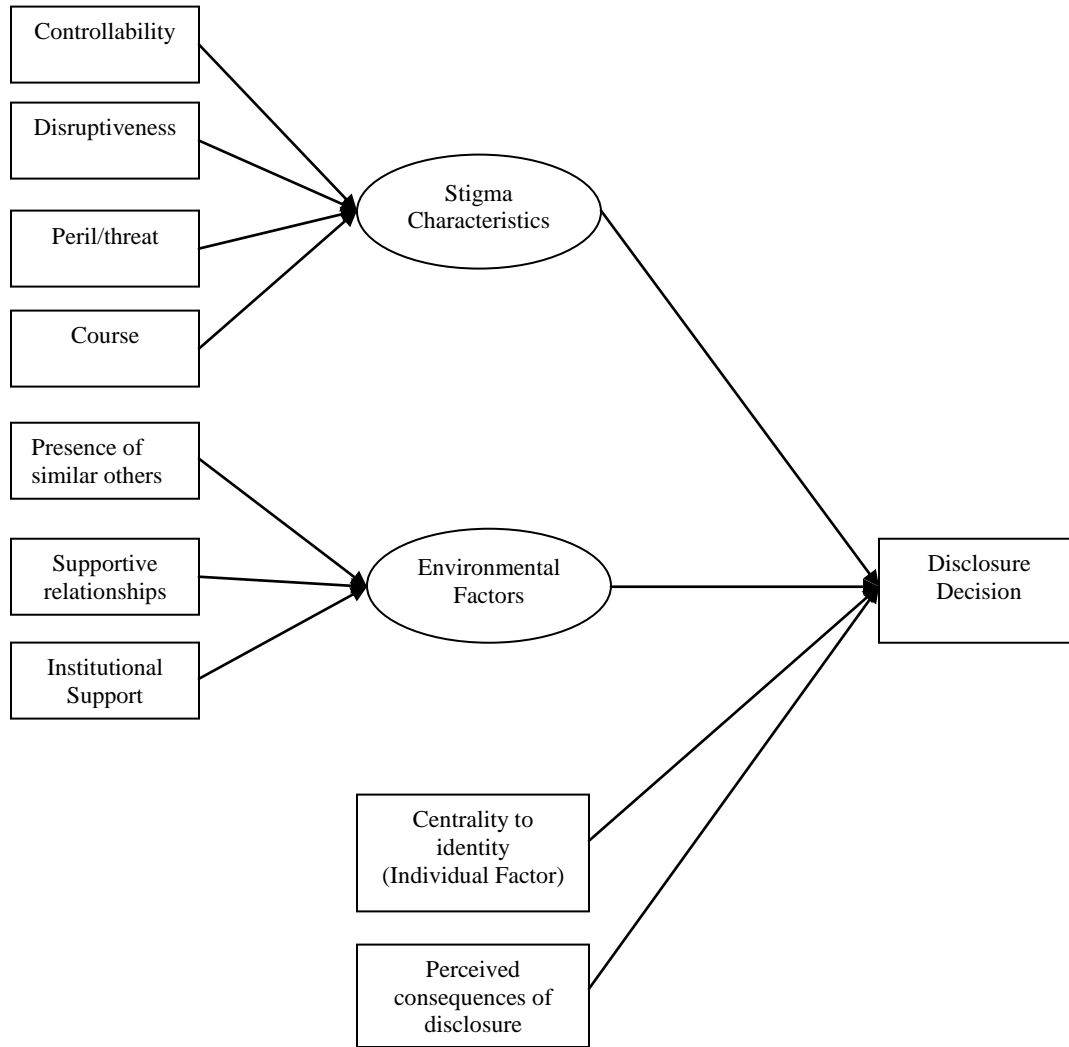 Controllability
Disruptiveness
Peril/threat
Course
Presence of
similar others
Supportive
relationships
Institutional
Support
Stigma
Characteristics
Environmental
Factors
Centrality to
identity
(Individual Factor)
Perceived
consequences of
disclosure
Disclosure
Decision